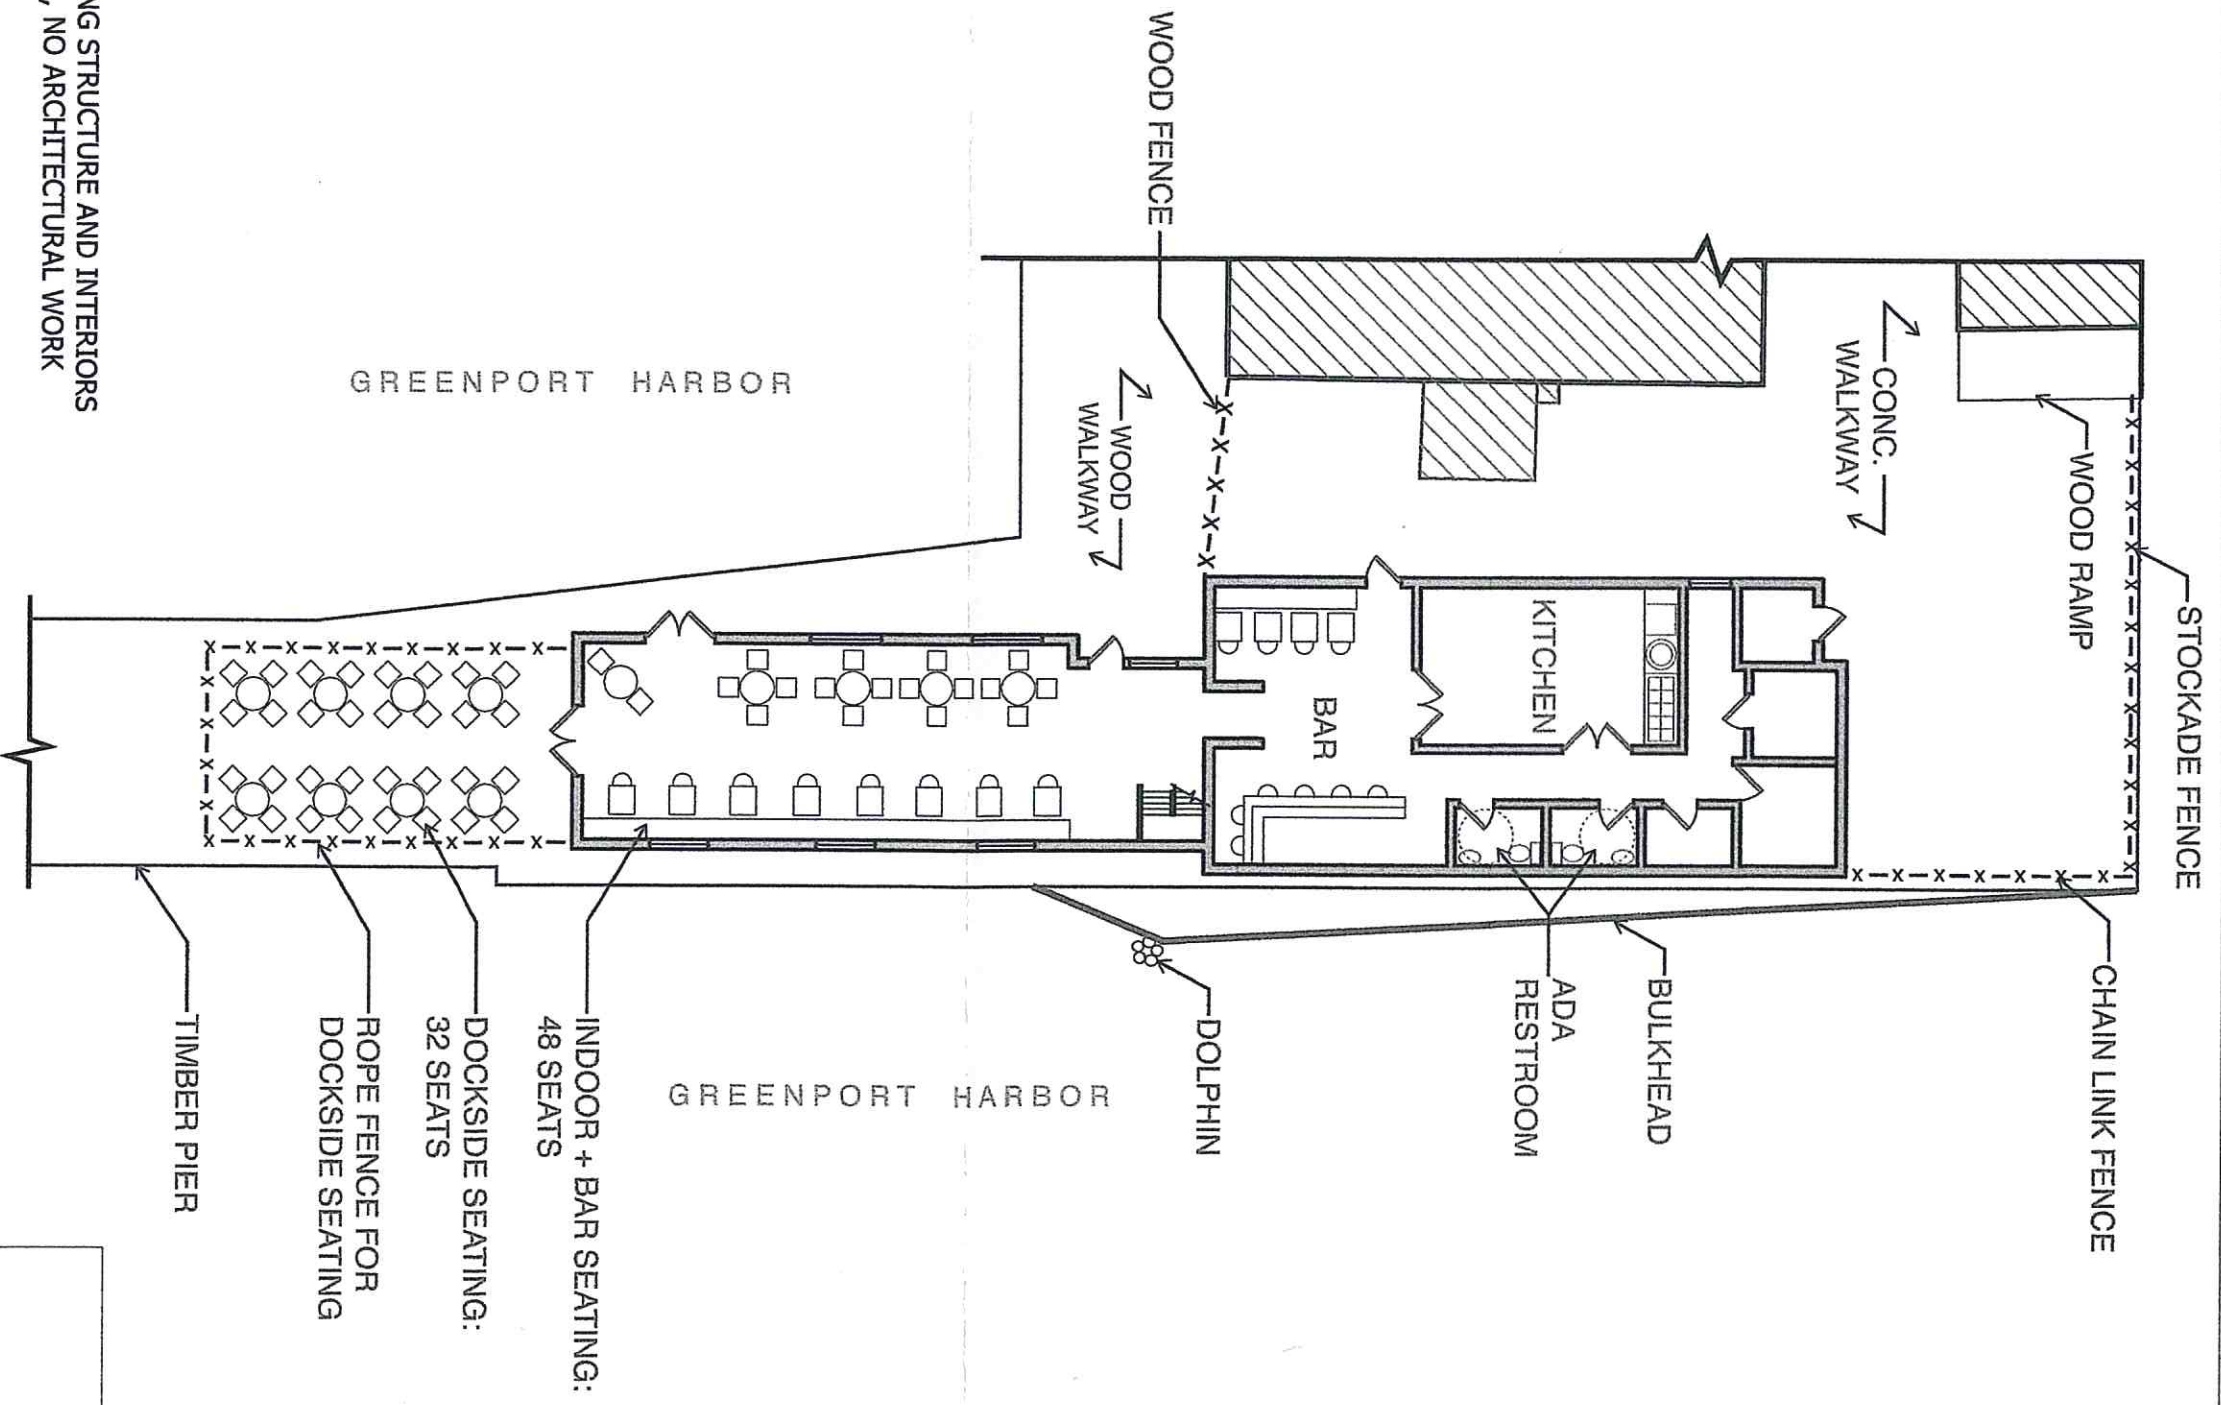 STOCKADE FENCE
CHAIN LINK FENCE
WOOD RAMP
CONC.
WALKWAY
BULKHEAD
ADA
RESTROOM
KITCHEN
BAR
DOLPHIN
WOOD FENCE
WOOD
WALKWAY
GREENPORT HARBOR
GREENPORT HARBOR
INDOOR + BAR SEATING:
48 SEATS
DOCKSIDE SEATING:
32 SEATS
ROPE FENCE FOR
DOCKSIDE SEATING
TIMBER PIER
NG STRUCTURE AND INTERIORS
, NO ARCHITECTURAL WORK